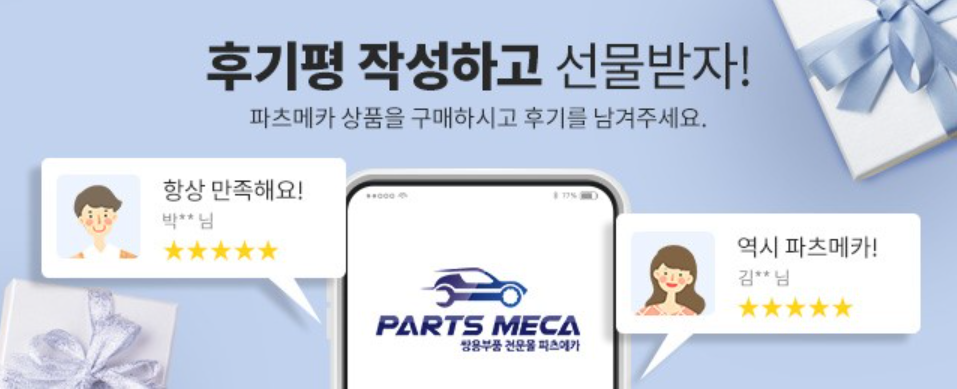 후기평 작성하고 선물받자!
파츠메카 상품을 구매하시고 후기를 남겨주세요.
항상 만족해요!
박** 님
77%
역시 파츠메카!
김** 님
PARTS MECA
쌍용부품 전문몰 파츠메카